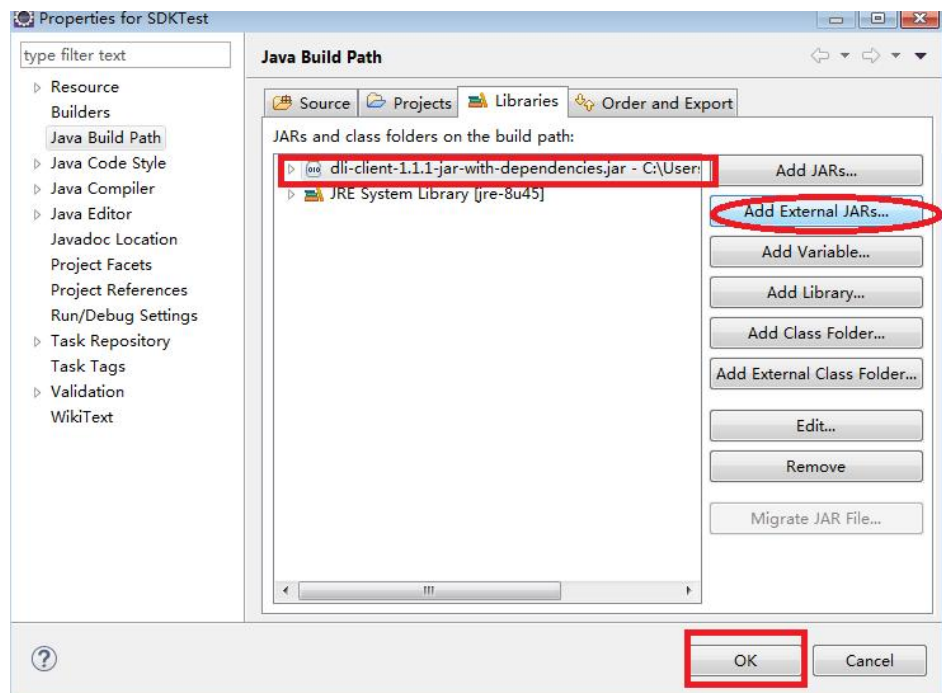 Properties for SDKTest
type filter text
Resource
Builders
Java Build Path
Java Code Style
Java Compiler
Java Editor
Javadoc Location
Project Facets
Project References
Run/Debug Settings
Task Repository
Task Tags
Validation
WikiText
Java Build Path
Source
Projects
Libraries
Order and Export
JARs and class folders on the build path:
dli-client-1.1.1-jar-with-dependencies.jar - C:\User
JRE System Library [jre-8u45]
Add JARs...
Add External JARs...
Add Variable...
Add Library...
Add Class Folder...
Add External Class Folder...
Edit...
Remove
Migrate JAR File...
OK
Cancel